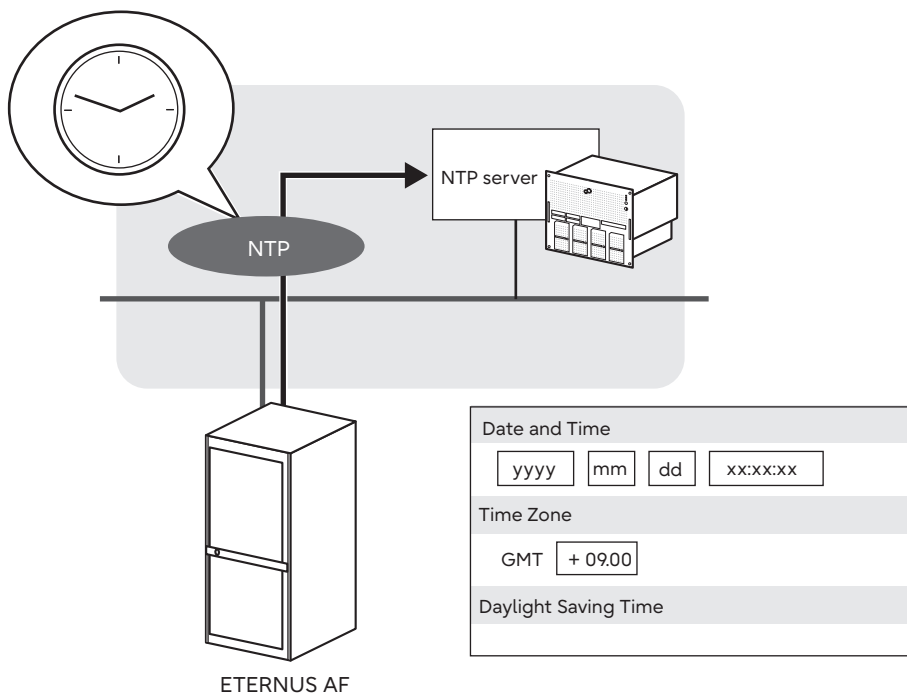 NTP server
NTP
ETERNUS AF
Date and Time
yyyy mm dd xx:xx:xx
Time Zone
GMT + 09.00
Daylight Saving Time